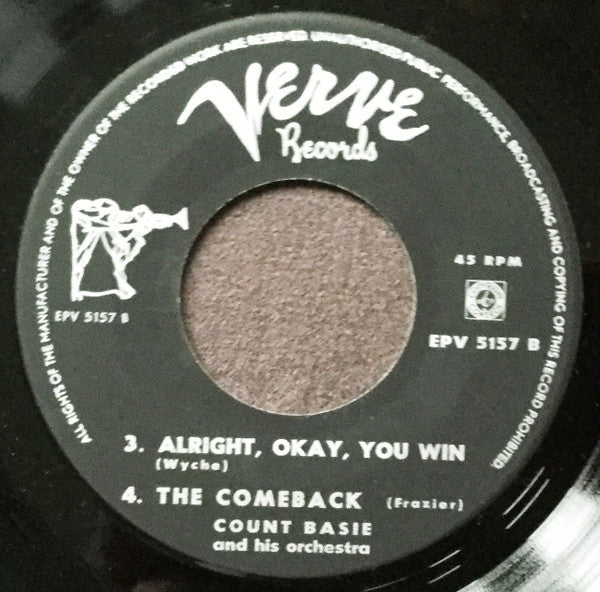 ALL RIGHTS OF THE MANUFACTURER AND OF THE OWNER OF THE RECORDED WORK ARE RESERVED. UNAUTHORISED PUBLIC PERFORMANCE, BROADCASTING AND COPYING OF THIS RECORD PROHIBITED.
VERVE
Records
45 RPM
EPV 5157 B
EPV 5157 B
3. ALRIGHT, OKAY, YOU WIN
(Wyche)
4. THE COMEBACK (Frazier)
COUNT BASIE
and his orchestra